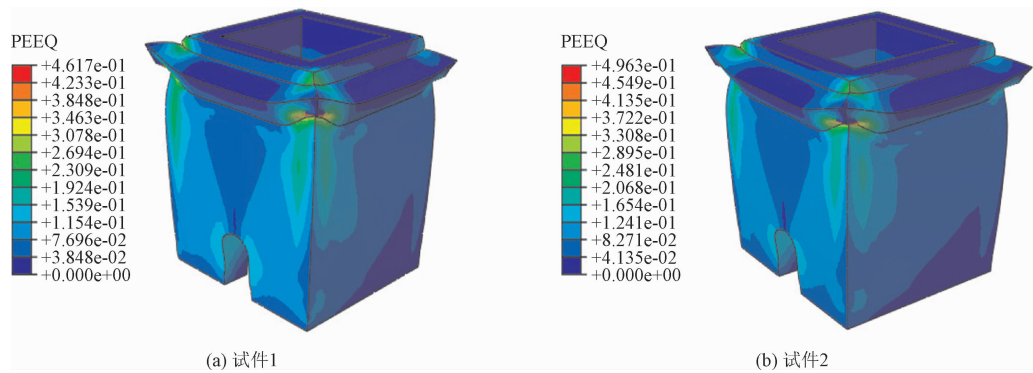 PEEQ
+4.617e-01
+4.233e-01
+3.848e-01
+3.463e-01
+3.078e-01
+2.694e-01
+2.309e-01
+1.924e-01
+1.539e-01
+1.154e-01
+7.696e-02
+3.848e-02
+0.000e+00
(a) 试件1
PEEQ
+4.963e-01
+4.549e-01
+4.135e-01
+3.722e-01
+3.308e-01
+2.895e-01
+2.481e-01
+2.068e-01
+1.654e-01
+1.241e-01
+8.271e-02
+4.135e-02
+0.000e+00
(b) 试件2